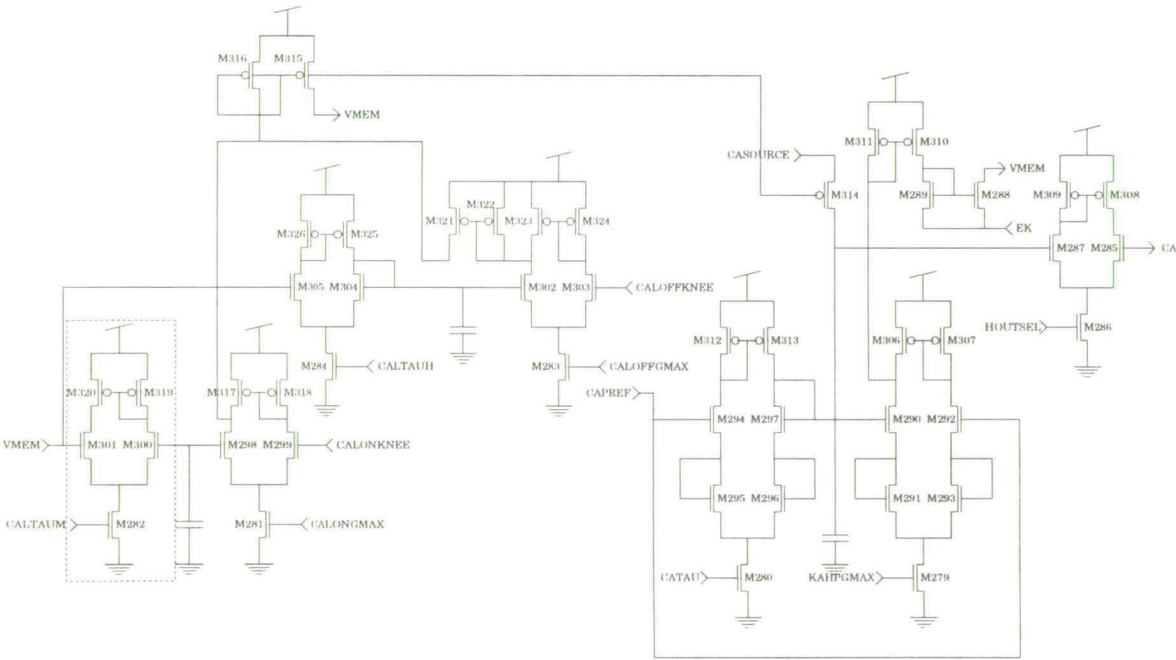 M316 M315
VMEM
M311 M310
CASOURCE
VMEM
M314 M289 M288 M309 M308
EK
M326 M325 M321 M322 M323 M324
M287 M285 CA
M305 M304 M302 M303 CALOFFKNEE
HOUTSEL M286
M312 M313 M306 M307
M284 CALTAUH M283 CALOFFGMAX
M320 M319 M317 M318
CAPREF
M294 M297 M290 M292
VMEM M301 M300 M298 M299 CALONKNEE
M295 M296 M291 M293
CALTAUM M282 M281 CALONGMAX
CATAU M280 KAHPGMAX M279